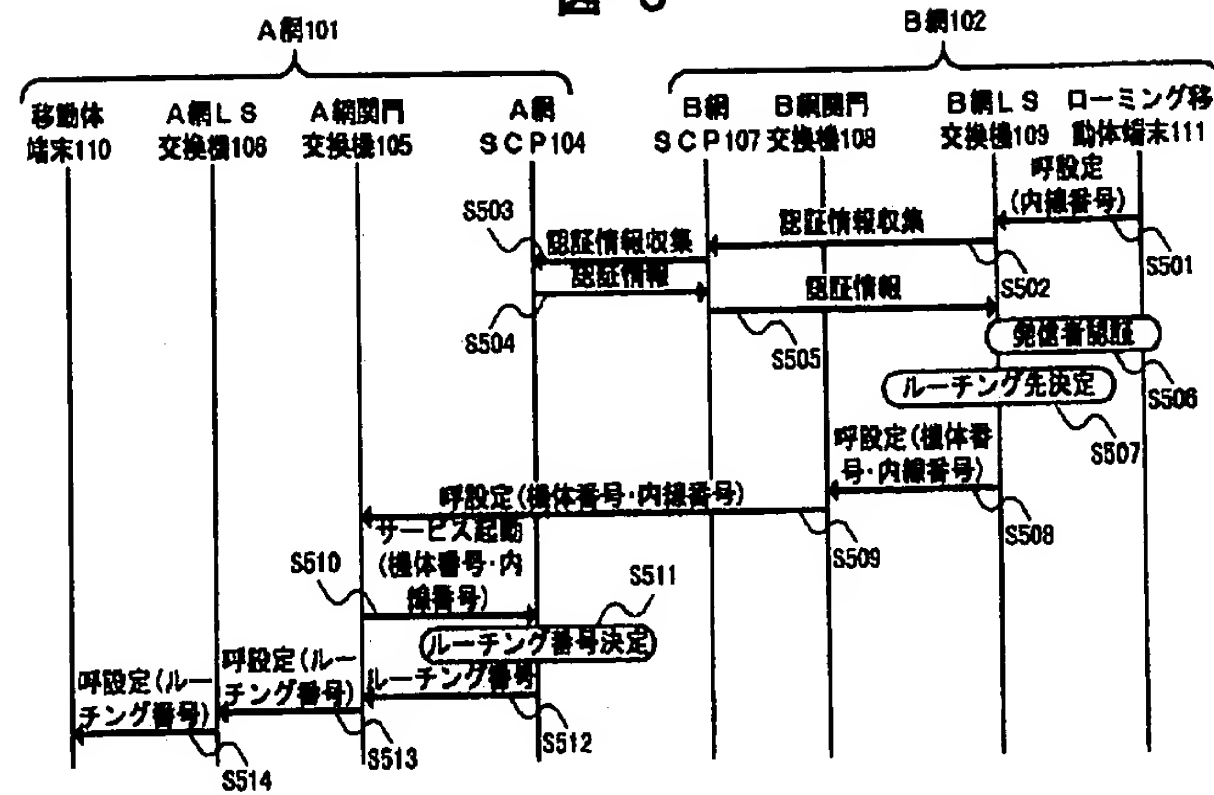 A網101
B網102
移動体
端末110
A網LS
交換機106
A網関門
交換機105
A網
SCP104
B網
SCP107
B網関門
交換機108
B網LS
交換機109
ローミング移
動体端末111
呼設定
(内線番号)
S501
認証情報収集
S502
S503
認証情報収集
認証情報
S504
認証情報
S505
発信者認証
S506
ルーチング先決定
S507
呼設定(機体番
号・内線番号)
S508
呼設定(機体番号・内線番号)
S509
サービス起動
(機体番号・内
線番号)
S510
S511
ルーチング番号決定
ルーチング番号
S512
呼設定(ルー
チング番号)
S513
呼設定(ルー
チング番号)
S514